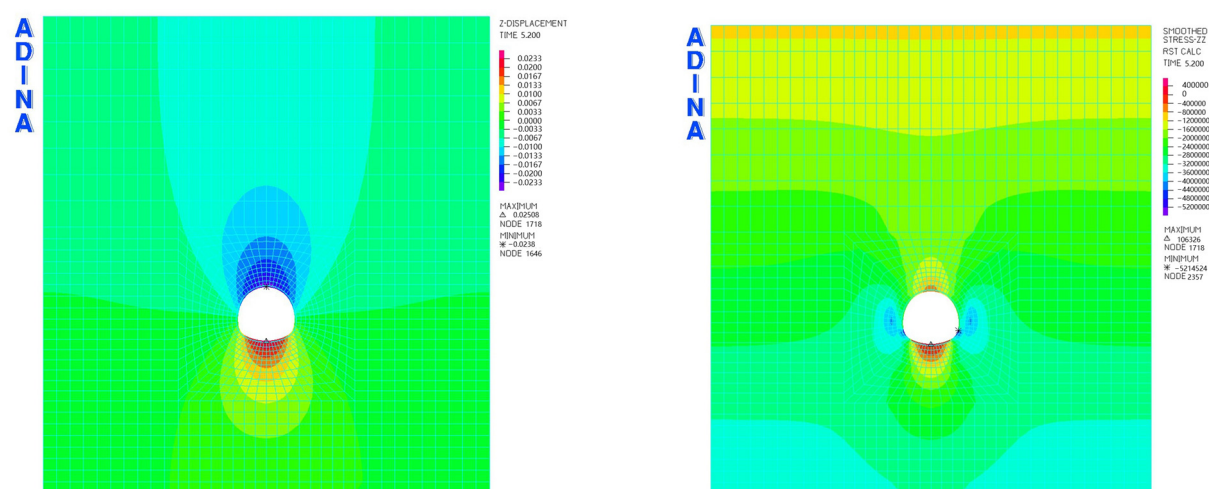 A
D
I
N
A
Z-DISPLACEMENT
TIME 5.200
0.0233
0.0200
0.0167
0.0133
0.0100
0.0067
0.0033
0.0000
-0.0033
-0.0067
-0.0100
-0.0133
-0.0167
-0.0200
-0.0233
MAXIMUM
△ 0.02508
NODE 1718
MINIMUM
✳ -0.0238
NODE 1646
A
D
I
N
A
SMOOTHED
STRESS-ZZ
RST CALC
TIME 5.200
400000
0
-400000
-800000
-1200000
-1600000
-2000000
-2400000
-2800000
-3200000
-3600000
-4000000
-4400000
-4800000
-5200000
MAXIMUM
△ 106326
NODE 1718
MINIMUM
✳ -5214524
NODE 2357